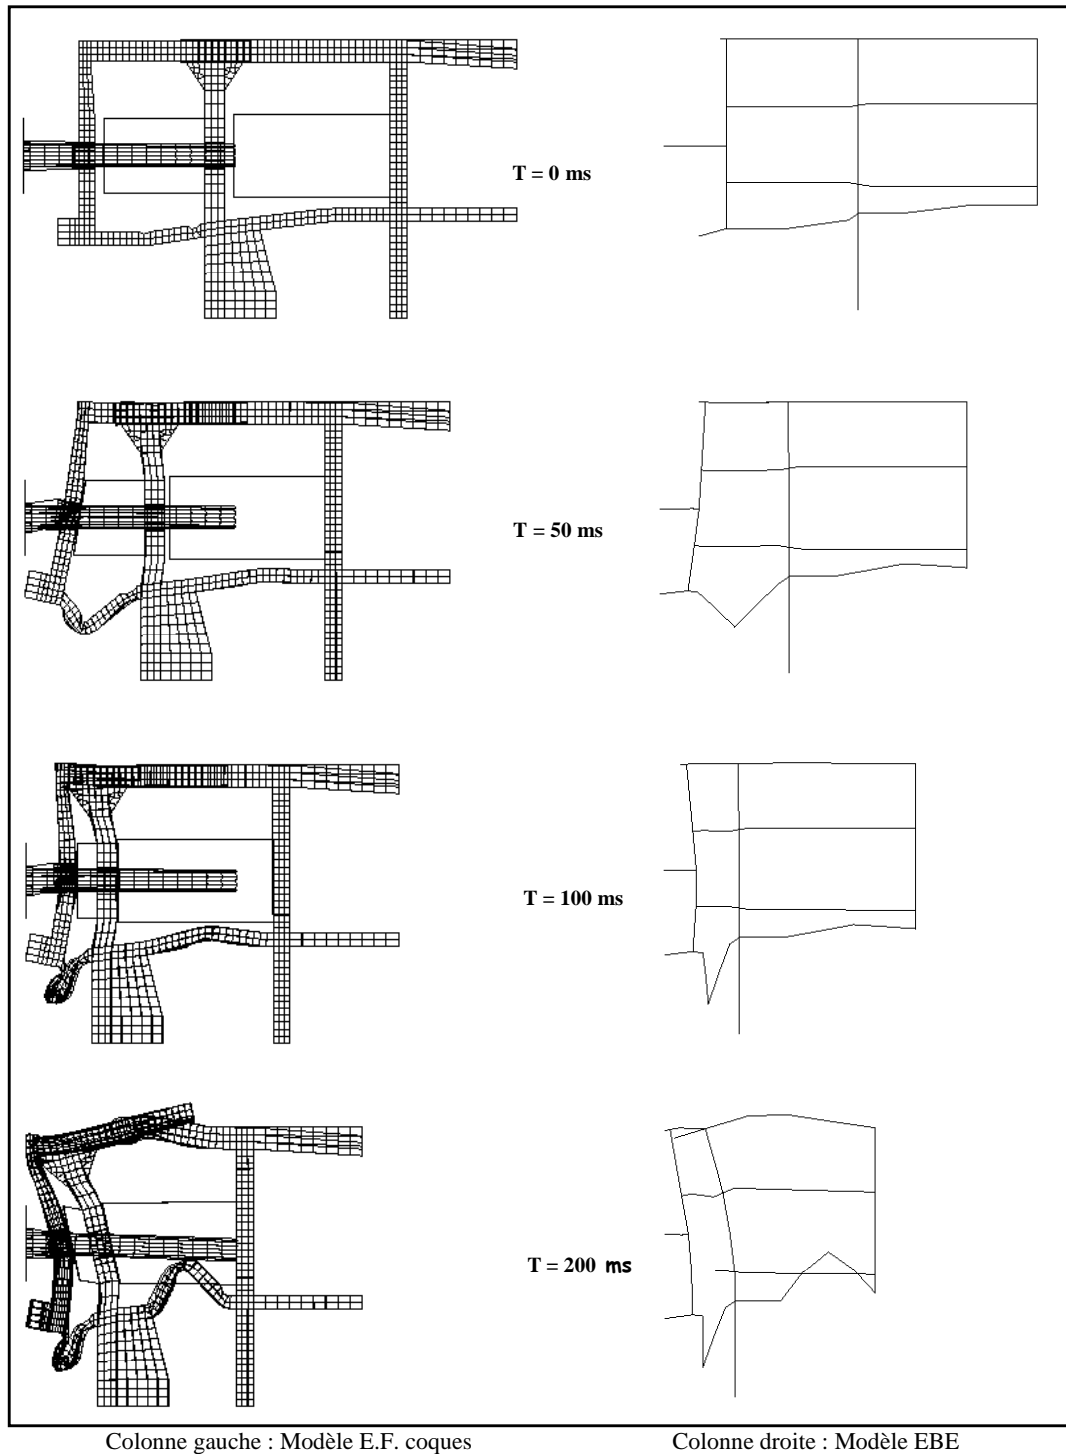 T = 0 ms
T = 50 ms
T = 100 ms
T = 200 ms
Colonne gauche : Modèle E.F. coques
Colonne droite : Modèle EBE